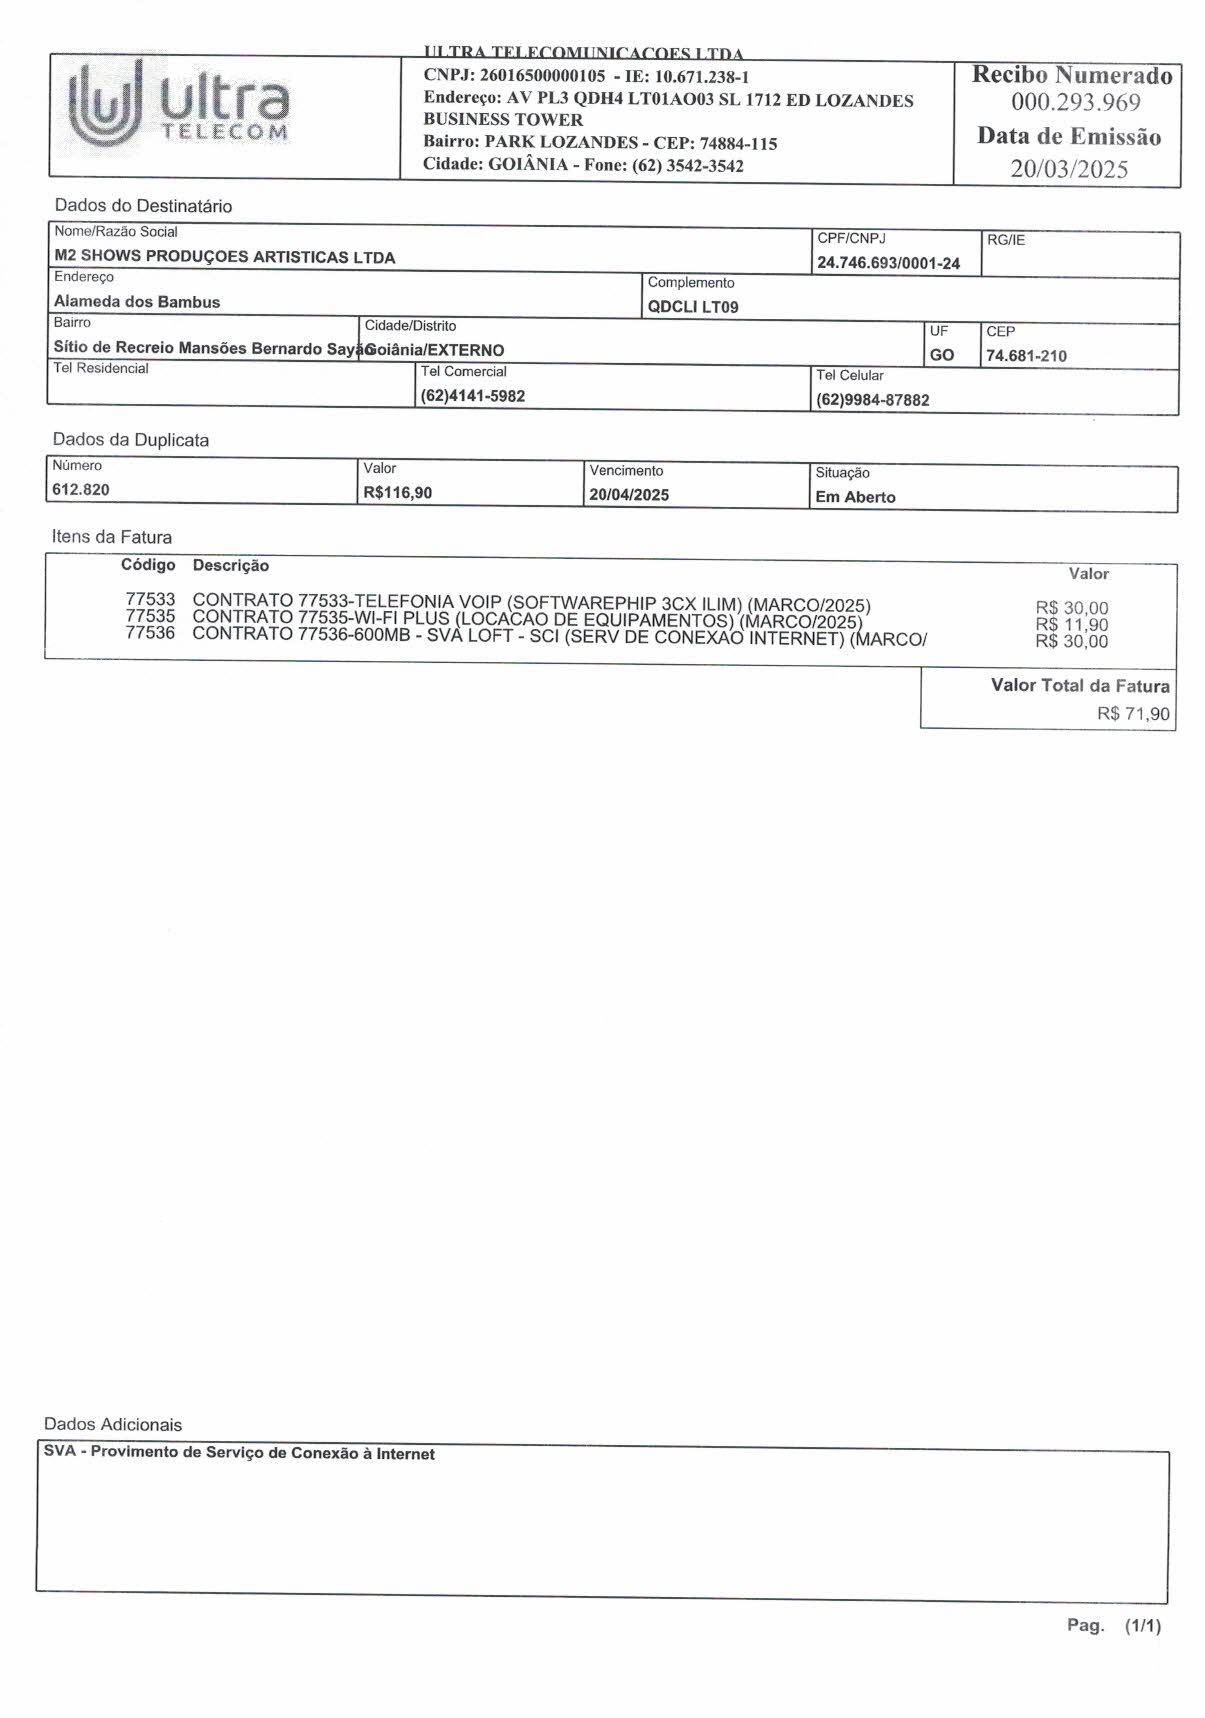 ultra
TELECOM
ULTRA TELECOMUNICACOES LTDA
CNPJ: 26016500000105 - IE: 10.671.238-1
Endereço: AV PL3 QDH4 LT01AO03 SL 1712 ED LOZANDES
BUSINESS TOWER
Bairro: PARK LOZANDES - CEP: 74884-115
Cidade: GOIÂNIA - Fone: (62) 3542-3542
Recibo Numerado
000.293.969
Data de Emissão
20/03/2025
Dados do Destinatário
Nome/Razão Social
M2 SHOWS PRODUÇOES ARTISTICAS LTDA
CPF/CNPJ
24.746.693/0001-24
RG/IE
Endereço
Alameda dos Bambus
Complemento
QDCLI LT09
Bairro
Sítio de Recreio Mansões Bernardo Sayão
Cidade/Distrito
Goiânia/EXTERNO
UF
GO
CEP
74.681-210
Tel Residencial
Tel Comercial
(62)4141-5982
Tel Celular
(62)9984-87882
Dados da Duplicata
Número
612.820
Valor
R$116,90
Vencimento
20/04/2025
Situação
Em Aberto
Itens da Fatura
Código Descrição Valor
77533 CONTRATO 77533-TELEFONIA VOIP (SOFTWAREPHIP 3CX ILIM) (MARCO/2025) R$ 30,00
77535 CONTRATO 77535-WI-FI PLUS (LOCACAO DE EQUIPAMENTOS) (MARCO/2025) R$ 11,90
77536 CONTRATO 77536-600MB - SVA LOFT - SCI (SERV DE CONEXAO INTERNET) (MARCO/ R$ 30,00
Valor Total da Fatura
R$ 71,90
Dados Adicionais
SVA - Provimento de Serviço de Conexão à Internet
Pag. (1/1)